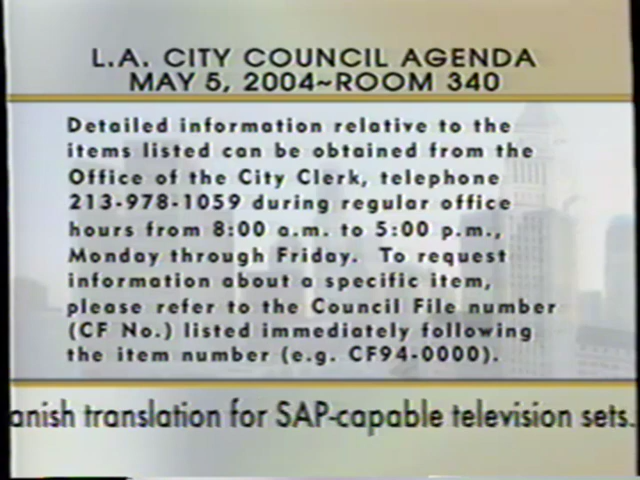 L.A. CITY COUNCIL AGENDA
MAY 5, 2004~ROOM 340
Detailed information relative to the
items listed can be obtained from the
Office of the City Clerk, telephone
213-978-1059 during regular office
hours from 8:00 a.m. to 5:00 p.m.,
Monday through Friday. To request
information about a specific item,
please refer to the Council File number
(CF No.) listed immediately following
the item number (e.g. CF94-0000).
anish translation for SAP-capable television sets.